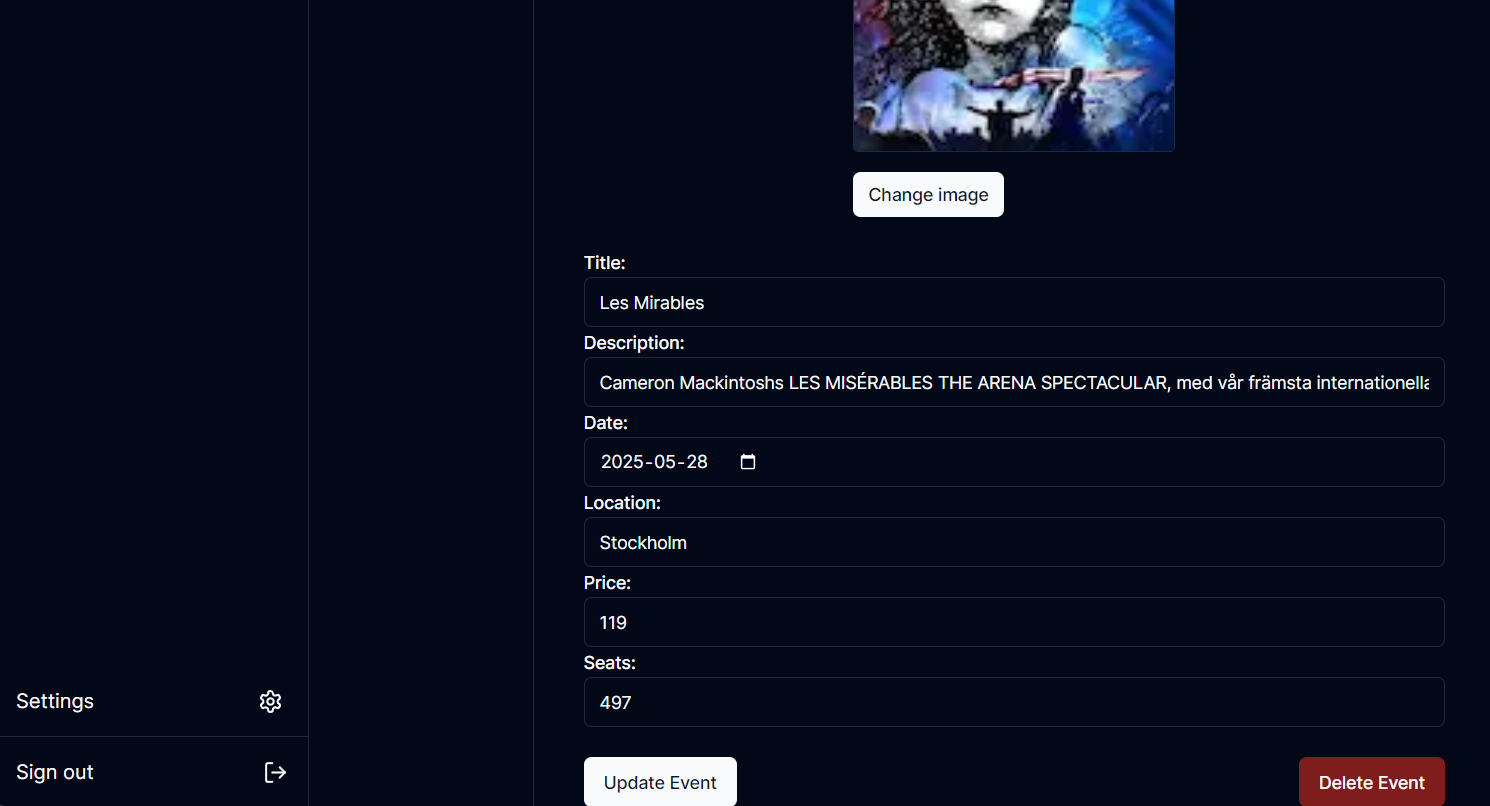 Change image
Title:
Les Mirables
Description:
Cameron Mackintoshs LES MISÉRABLES THE ARENA SPECTACULAR, med vår främsta internationella
Date:
2025-05-28
Location:
Stockholm
Price:
119
Seats:
497
Settings
Sign out
Update Event
Delete Event